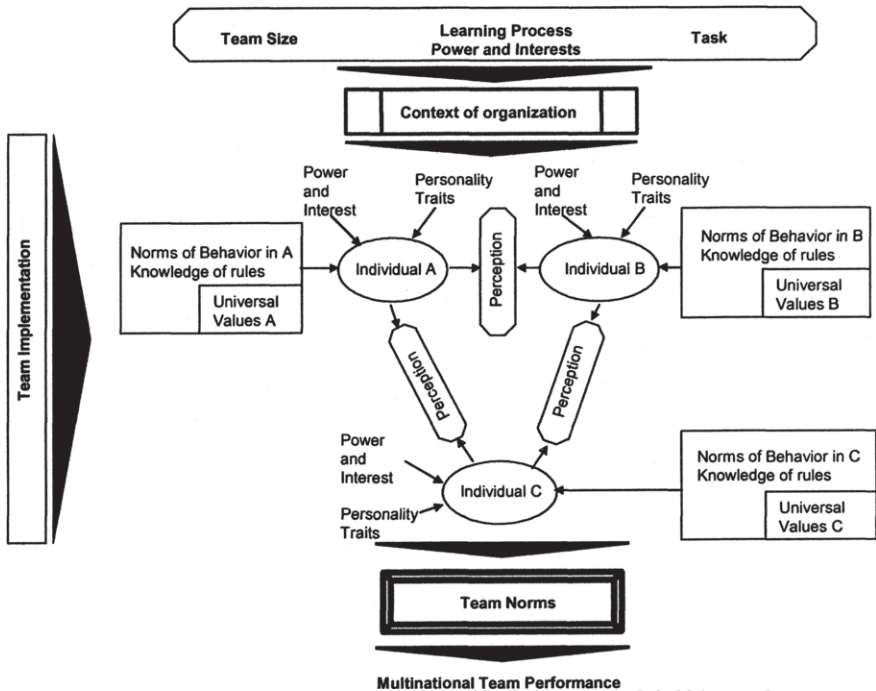 Team Size
Learning Process
Power and Interests
Task
Context of organization
Team Implementation
Power
and
Interest
Personality
Traits
Power
and
Interest
Personality
Traits
Norms of Behavior in A
Knowledge of rules
Universal
Values A
Individual A
Perception
Individual B
Norms of Behavior in B
Knowledge of rules
Universal
Values B
Perception
Perception
Power
and
Interest
Personality
Traits
Individual C
Norms of Behavior in C
Knowledge of rules
Universal
Values C
Team Norms
Multinational Team Performance